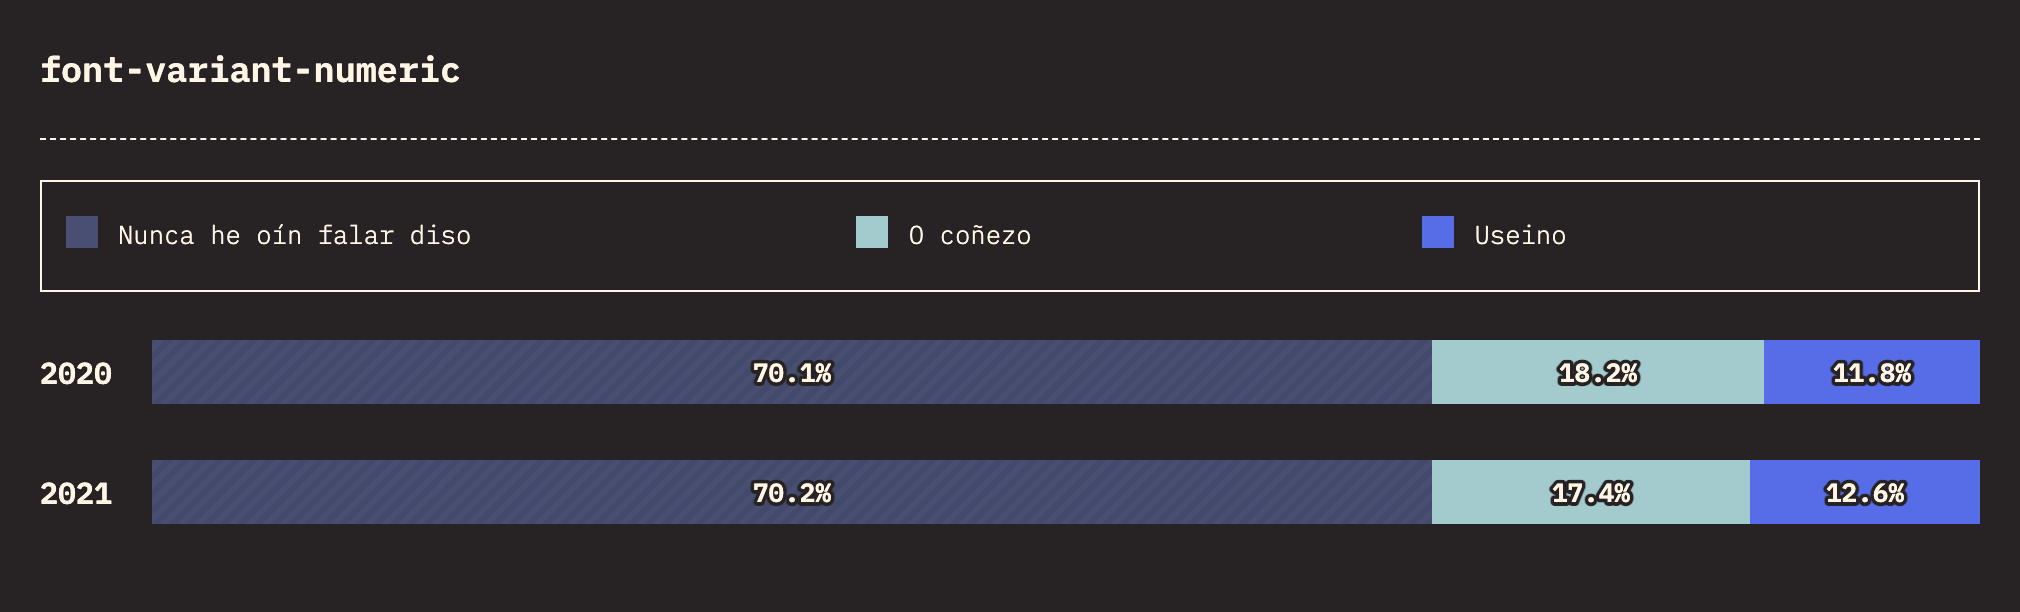 font-variant-numeric
Nunca he oín falar diso O coñezo Useino
2020 70.1% 18.2% 11.8%
2021 70.2% 17.4% 12.6%